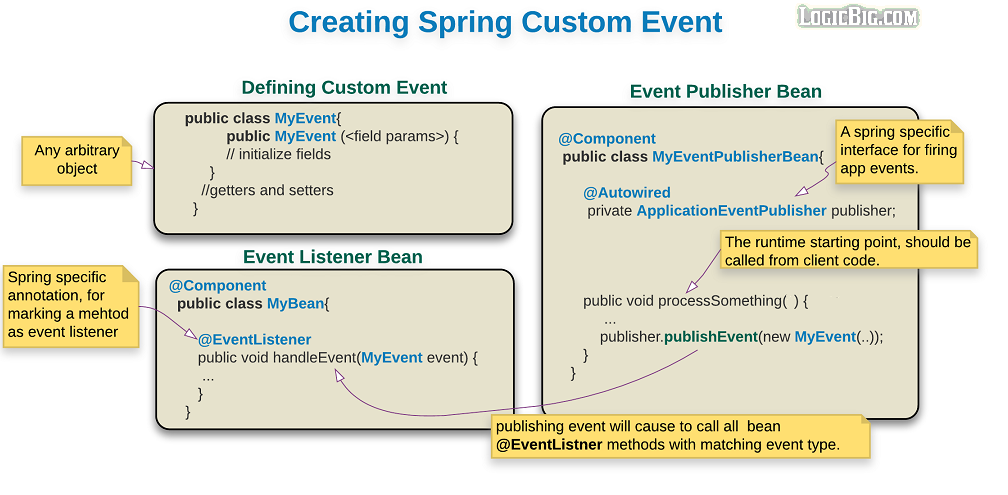 Creating Spring Custom Event
LogicBig.com
Defining Custom Event
public class MyEvent{
public MyEvent (<field params>) {
// initialize fields
}
//getters and setters
}
Any arbitrary
object
Event Listener Bean
@Component
public class MyBean{
@EventListener
public void handleEvent(MyEvent event) {
...
}
}
Spring specific
annotation, for
marking a mehtod
as event listener
Event Publisher Bean
@Component
public class MyEventPublisherBean{
@Autowired
private ApplicationEventPublisher publisher;
public void processSomething( ) {
...
publisher.publishEvent(new MyEvent(..));
}
}
A spring specific
interface for firing
app events.
The runtime starting point, should be
called from client code.
publishing event will cause to call all bean
@EventListner methods with matching event type.